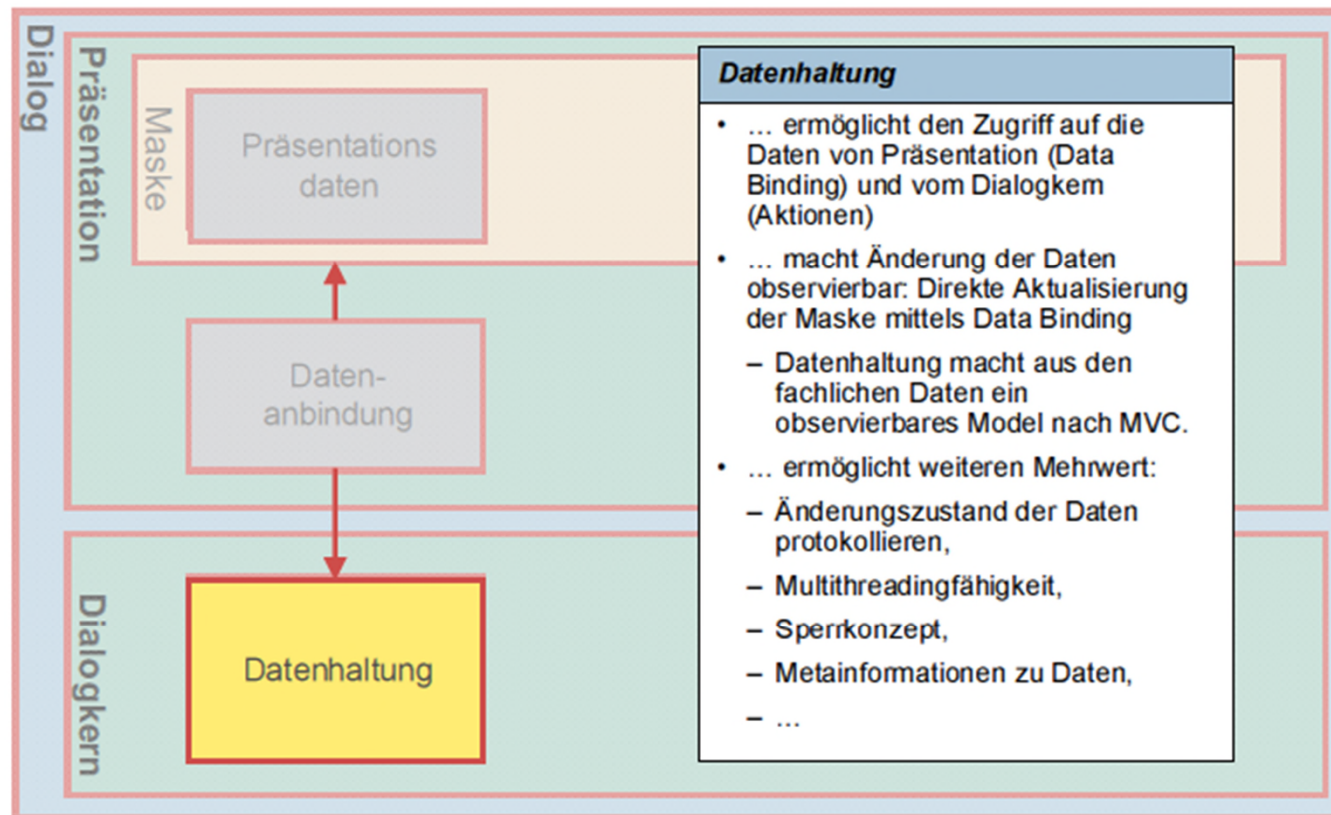 Dialog
Präsentation
Maske
Präsentations
daten
Daten-
anbindung
Dialogkern
Datenhaltung
Datenhaltung
• ... ermöglicht den Zugriff auf die
Daten von Präsentation (Data
Binding) und vom Dialogkern
(Aktionen)
• ... macht Änderung der Daten
observierbar: Direkte Aktualisierung
der Maske mittels Data Binding
– Datenhaltung macht aus den
fachlichen Daten ein
observierbares Model nach MVC.
• ... ermöglicht weiteren Mehrwert:
– Änderungszustand der Daten
protokollieren,
– Multithreadingfähigkeit,
– Sperrkonzept,
– Metainformationen zu Daten,
– ...